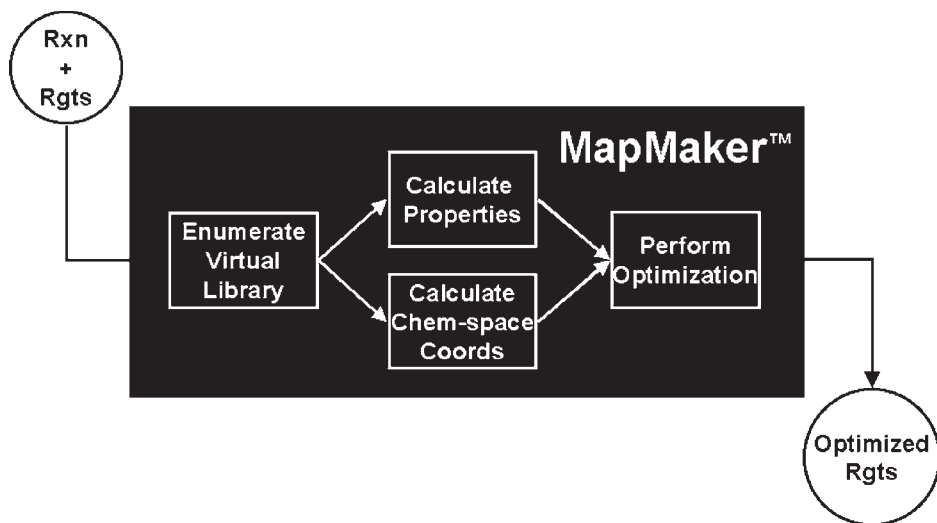 Rxn
+
Rgts
MapMaker™
Enumerate
Virtual
Library
Calculate
Properties
Calculate
Chem-space
Coords
Perform
Optimization
Optimized
Rgts